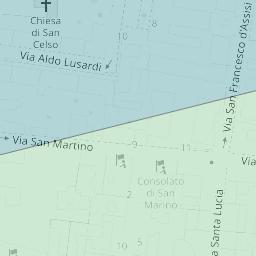 Chiesa
di San
Celso
10
8
Via Aldo Lusardi
Via San Francesco d'Assisi
Via San Martino
9
11
Consolato
di San
Marino
2
Via Santa Lucia
10
5